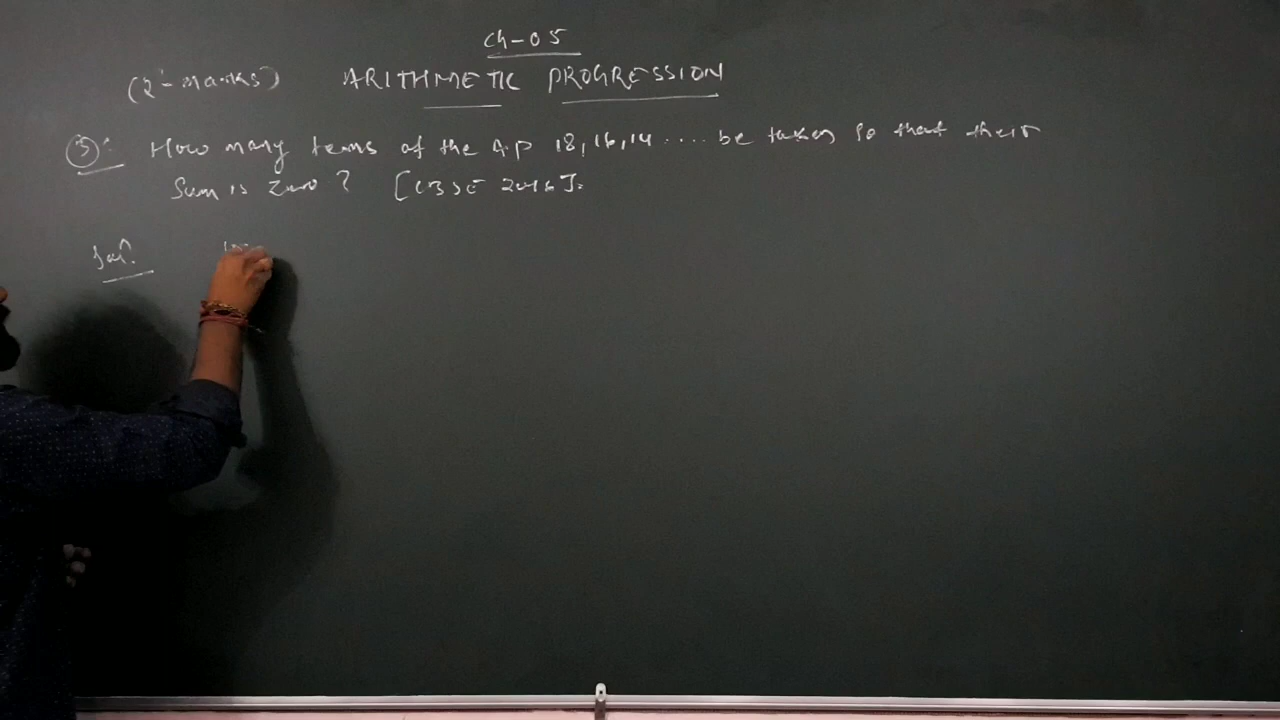 Ch-05
(2-marks) ARITHMETIC PROGRESSION
(5): How many terms of the A.P 18,16,14.... be taken so that their
Sum is Zero? [CBSE 2016]:
Sol?